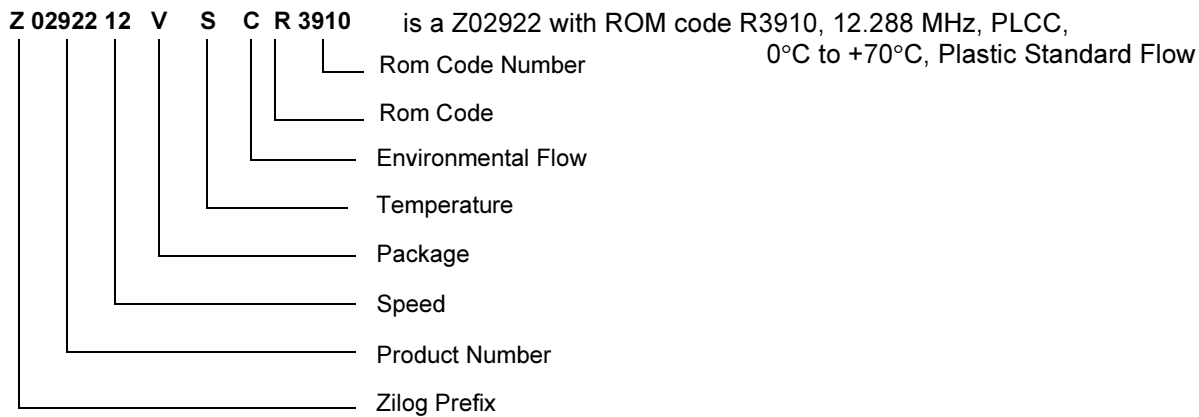 Z 02922 12 V S C R 3910 is a Z02922 with ROM code R3910, 12.288 MHz, PLCC,
0°C to +70°C, Plastic Standard Flow
Rom Code Number
Rom Code
Environmental Flow
Temperature
Package
Speed
Product Number
Zilog Prefix